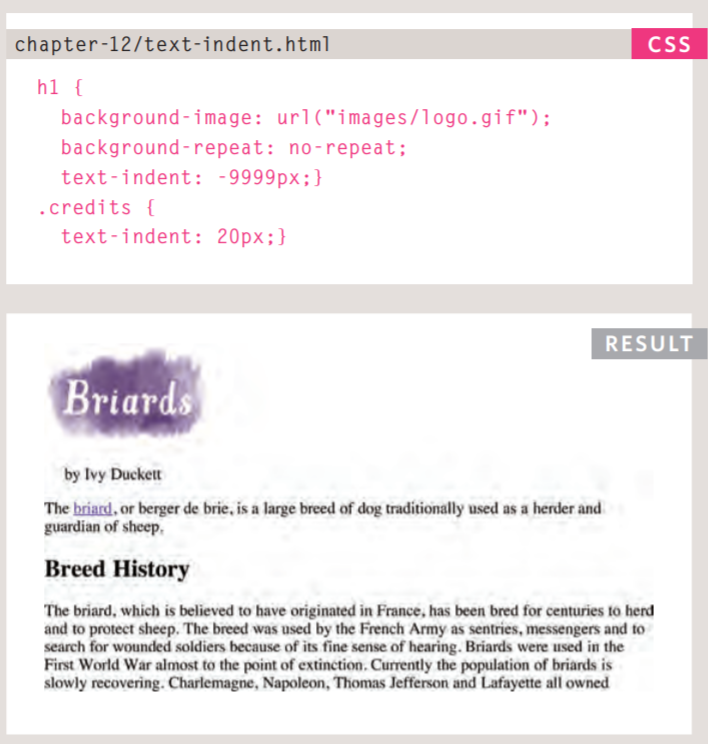 chapter-12/text-indent.html
CSS
h1 {
background-image: url("images/logo.gif");
background-repeat: no-repeat;
text-indent: -9999px;}
.credits {
text-indent: 20px;}
RESULT
Briards
by Ivy Duckett
The briard, or berger de brie, is a large breed of dog traditionally used as a herder and
guardian of sheep.
Breed History
The briard, which is believed to have originated in France, has been bred for centuries to herd
and to protect sheep. The breed was used by the French Army as sentries, messengers and to
search for wounded soldiers because of its fine sense of hearing. Briards were used in the
First World War almost to the point of extinction. Currently the population of briards is
slowly recovering. Charlemagne, Napoleon, Thomas Jefferson and Lafayette all owned